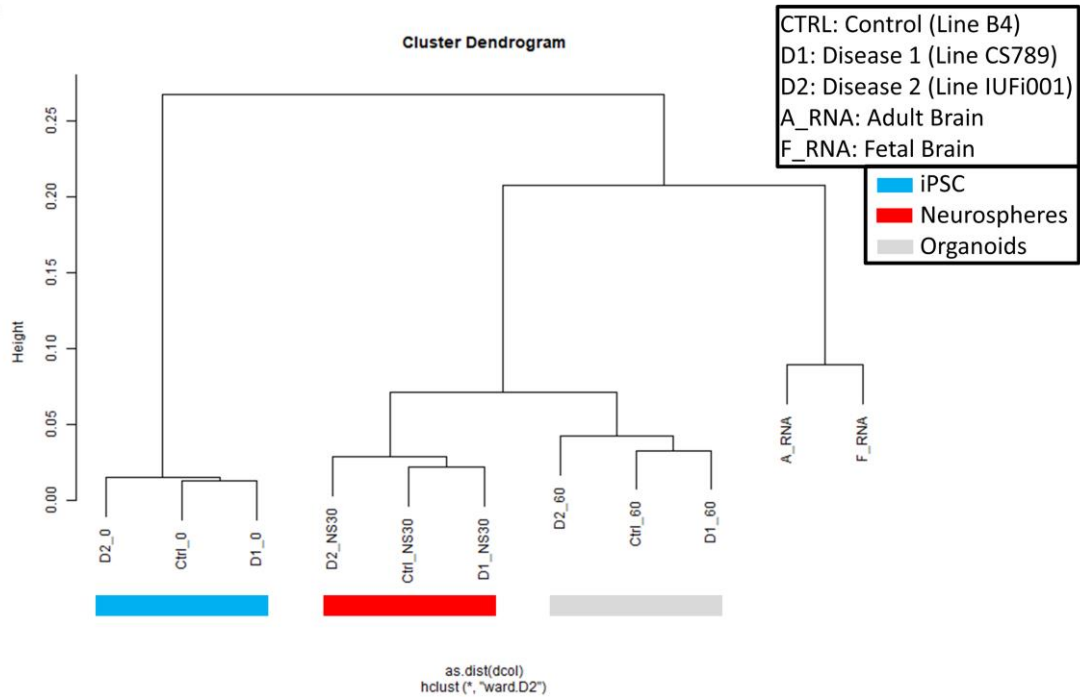 Cluster Dendrogram
CTRL: Control (Line B4)
D1: Disease 1 (Line CS789)
D2: Disease 2 (Line IUFi001)
A_RNA: Adult Brain
F_RNA: Fetal Brain
iPSC
Neurospheres
Organoids
Height
0.25
0.20
0.15
0.10
0.05
0.00
D2_0
Ctrl_0
D1_0
D2_NS30
Ctrl_NS30
D1_NS30
D2_60
Ctrl_60
D1_60
A_RNA
F_RNA
as.dist(dcol)
hclust (*, "ward.D2")